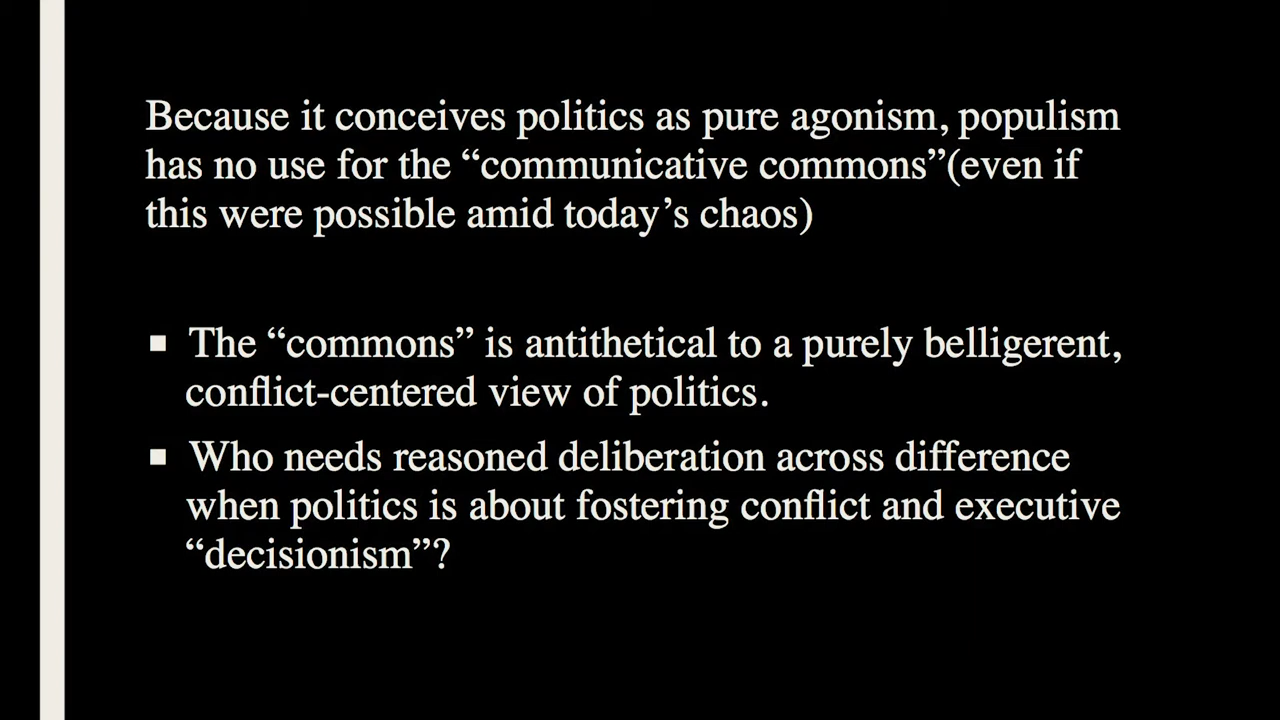 Because it conceives politics as pure agonism, populism
has no use for the “communicative commons”(even if
this were possible amid today’s chaos)
▪ The “commons” is antithetical to a purely belligerent,
conflict-centered view of politics.
▪ Who needs reasoned deliberation across difference
when politics is about fostering conflict and executive
“decisionism”?